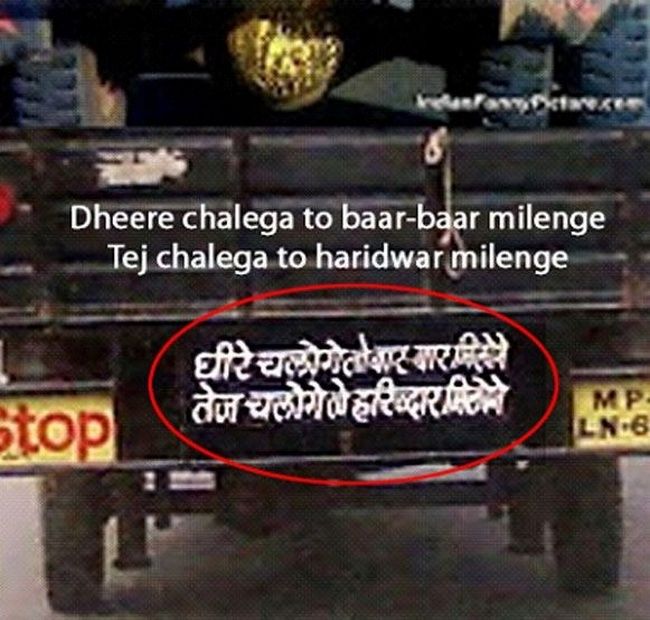 IndianFunnyPicture.com
Dheere chalega to baar-baar milenge
Tej chalega to haridwar milenge
धीरे चलोगे तो बार बार मिलेंगे
तेज चलोगे तो हरिव्दार मिलेंगे
Stop
MP-
LN-6